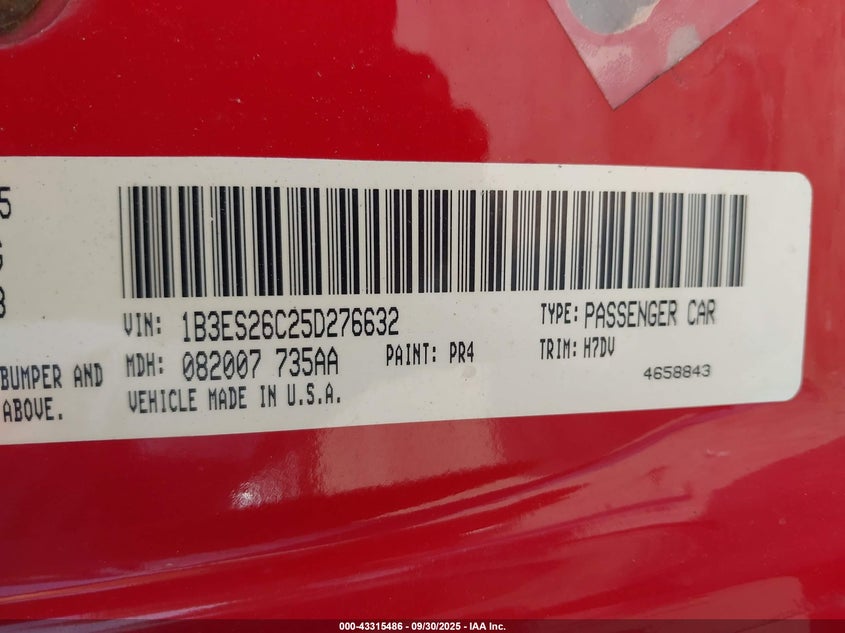 5
VIN: 1B3ES26C25D276632 TYPE: PASSENGER CAR
MDH: 082007 735AA PAINT: PR4 TRIM: H7DV
BUMPER AND
VEHICLE MADE IN U.S.A. 4658843
ABOVE.
000-43315486 - 09/30/2025 - IAA Inc.